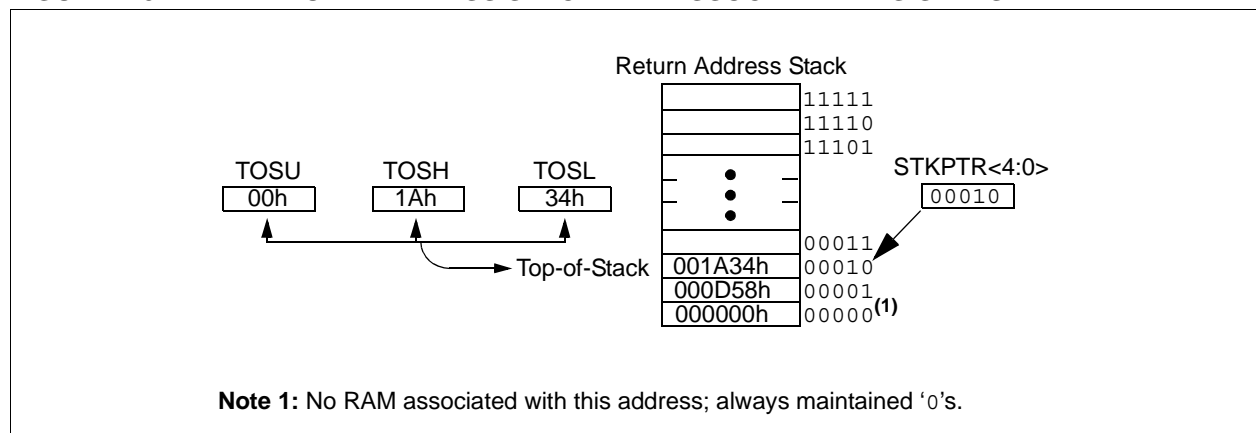 Return Address Stack
11111
11110
11101
TOSU TOSH TOSL
00h 1Ah 34h
STKPTR<4:0>
00010
00011
Top-of-Stack 001A34h 00010
000D58h 00001
000000h 00000(1)
Note 1: No RAM associated with this address; always maintained ‘0’s.